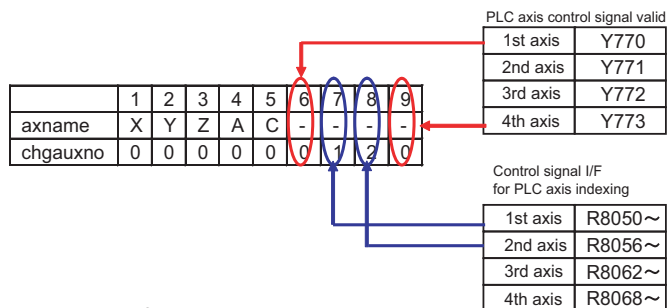 PLC axis control signal valid
1st axis Y770
2nd axis Y771
3rd axis Y772
4th axis Y773
1 2 3 4 5 6 7 8 9
axname X Y Z A C - - - -
chgauxno 0 0 0 0 0 0 1 2 0
Control signal I/F
for PLC axis indexing
1st axis R8050～
2nd axis R8056～
3rd axis R8062～
4th axis R8068～